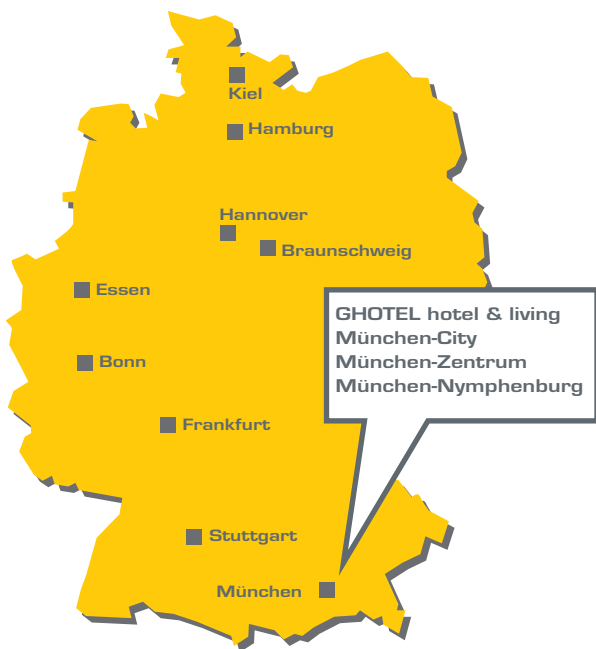 Kiel
Hamburg
Hannover
Braunschweig
Essen
GHOTEL hotel & living
München-City
München-Zentrum
München-Nymphenburg
Bonn
Frankfurt
Stuttgart
München